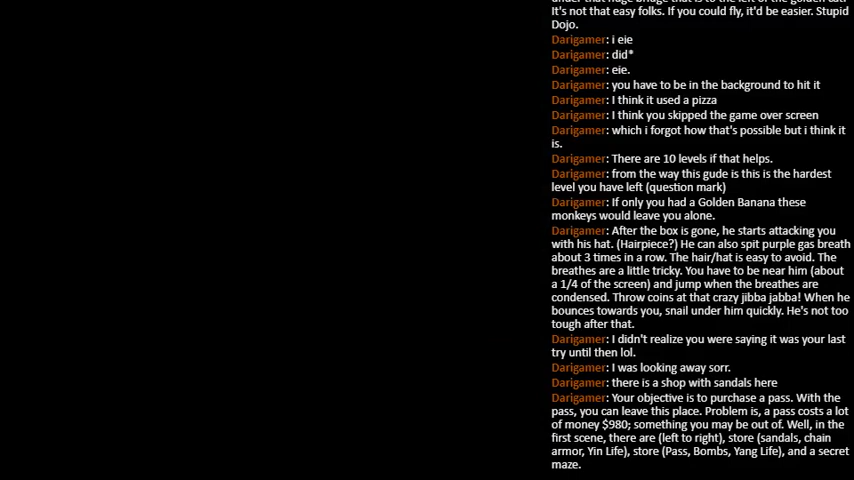 under that huge bridge that is to the left of the golden cat.
It's not that easy folks. If you could fly, it'd be easier. Stupid
Dojo.
Darigamer: i eie
Darigamer: did*
Darigamer: eie.
Darigamer: you have to be in the background to hit it
Darigamer: I think it used a pizza
Darigamer: I think you skipped the game over screen
Darigamer: which i forgot how that's possible but i think it
is.
Darigamer: There are 10 levels if that helps.
Darigamer: from the way this gude is this is the hardest
level you have left (question mark)
Darigamer: If only you had a Golden Banana these
monkeys would leave you alone.
Darigamer: After the box is gone, he starts attacking you
with his hat. (Hairpiece?) He can also spit purple gas breath
about 3 times in a row. The hair/hat is easy to avoid. The
breathes are a little tricky. You have to be near him (about
a 1/4 of the screen) and jump when the breathes are
condensed. Throw coins at that crazy jibba jabba! When he
bounces towards you, snail under him quickly. He's not too
tough after that.
Darigamer: I didn't realize you were saying it was your last
try until then lol.
Darigamer: I was looking away sorr.
Darigamer: there is a shop with sandals here
Darigamer: Your objective is to purchase a pass. With the
pass, you can leave this place. Problem is, a pass costs a lot
of money $980; something you may be out of. Well, in the
first scene, there are (left to right), store (sandals, chain
armor, Yin Life), store (Pass, Bombs, Yang Life), and a secret
maze.